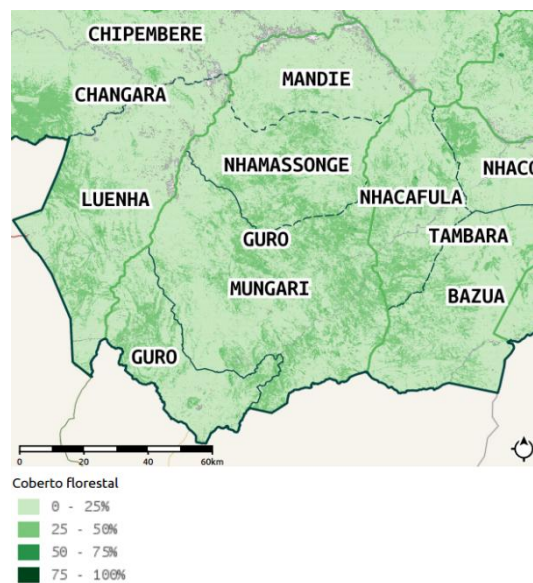 CHIPEMBERE
MANDIE
CHANGARA
NHAMASSONGE
NHACO
LUENHA
NHACAFULA
GURO
TAMBARA
MUNGARI
BAZUA
GURO
0 20 40 60km
Coberto florestal
0 - 25%
25 - 50%
50 - 75%
75 - 100%